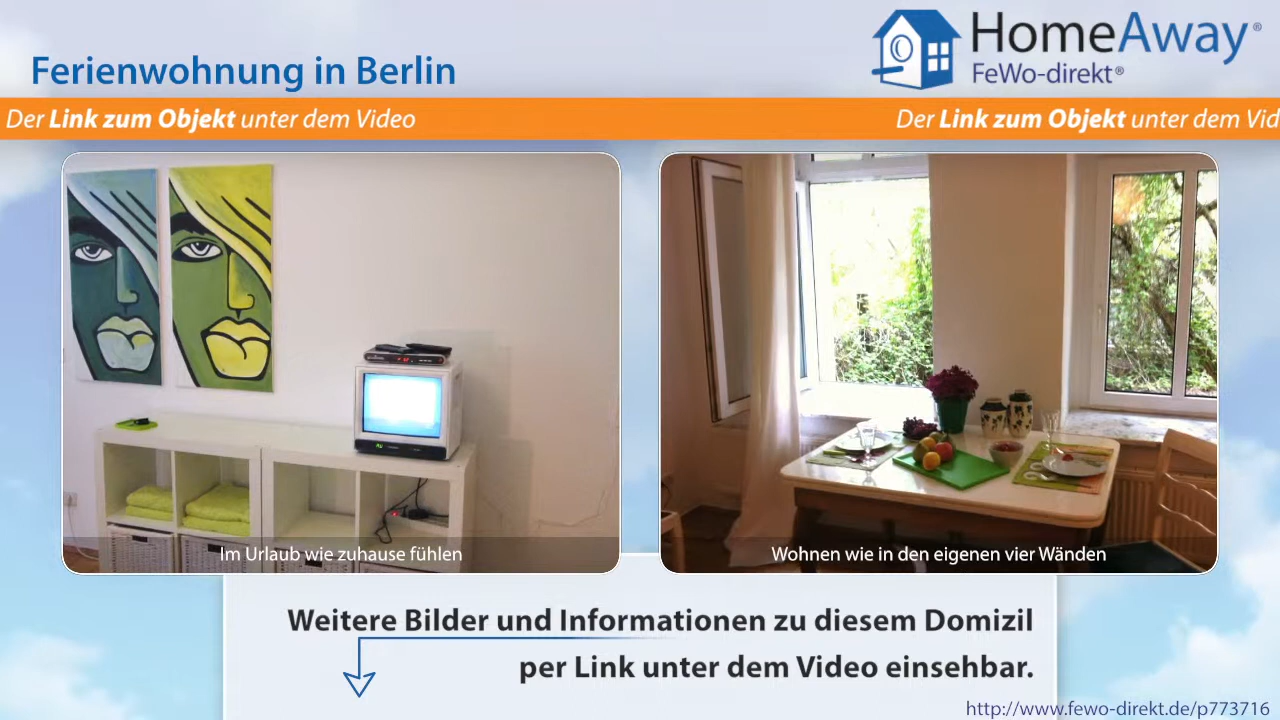 Ferienwohnung in Berlin
HomeAway®
FeWo-direkt®
Der Link zum Objekt unter dem Video
Der Link zum Objekt unter dem Vid
Im Urlaub wie zuhause fühlen
Wohnen wie in den eigenen vier Wänden
Weitere Bilder und Informationen zu diesem Domizil
per Link unter dem Video einsehbar.
http://www.fewo-direkt.de/p773716